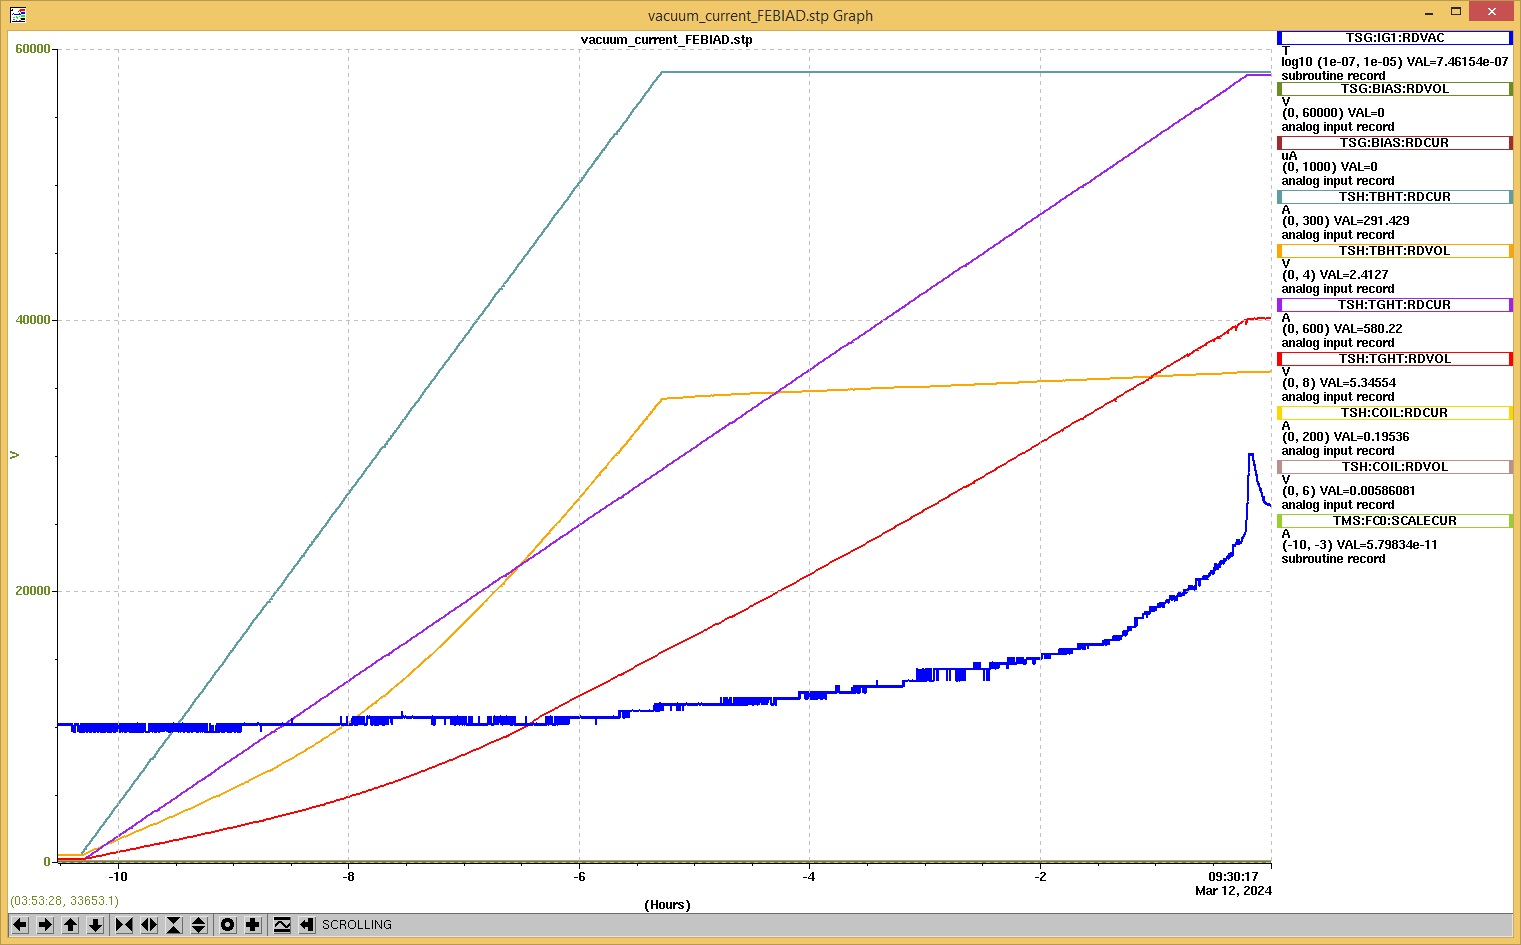 vacuum_current_FEBIAD.stp Graph
vacuum_current_FEBIAD.stp
60000
40000
V
20000
0
-10
-8
-6
-4
-2
09:30:17
Mar 12, 2024
(03:53:28, 33653.1)
(Hours)
TSG:IG1:RDVAC
T
log10 (1e-07, 1e-05) VAL=7.46154e-07
subroutine record
TSG:BIAS:RDVOL
V
(0, 60000) VAL=0
analog input record
TSG:BIAS:RDCUR
uA
(0, 1000) VAL=0
analog input record
TSH:TBHT:RDCUR
A
(0, 300) VAL=291.429
analog input record
TSH:TBHT:RDVOL
V
(0, 4) VAL=2.4127
analog input record
TSH:TGHT:RDCUR
A
(0, 600) VAL=580.22
analog input record
TSH:TGHT:RDVOL
V
(0, 8) VAL=5.34554
analog input record
TSH:COIL:RDCUR
A
(0, 200) VAL=0.19536
analog input record
TSH:COIL:RDVOL
V
(0, 6) VAL=0.00586081
analog input record
TMS:FC0:SCALECUR
A
(-10, -3) VAL=5.79834e-11
subroutine record
SCROLLING